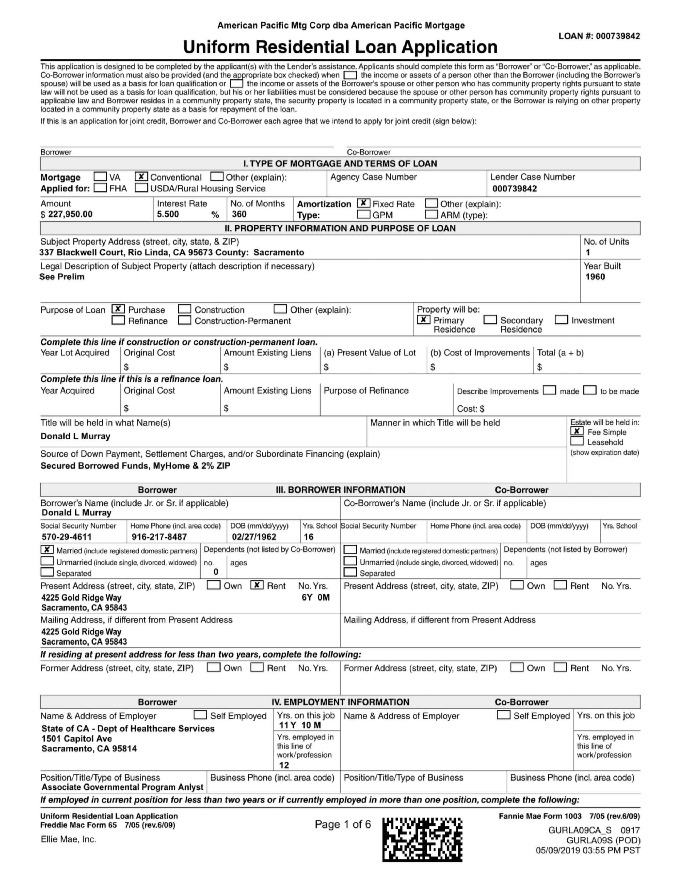 American Pacific Mtg Corp dba American Pacific Mortgage
LOAN #: 000739842
Uniform Residential Loan Application
This application is designed to be completed by the applicant(s) with the Lender's assistance. Applicants should complete this form as "Borrower" or "Co-Borrower," as applicable.
Co-Borrower information must also be provided (and the appropriate box checked) when the income or assets of a person other than the Borrower (including the Borrower's
spouse) will be used as a basis for loan qualification or the income or assets of the Borrower's spouse or other person who has community property rights pursuant to state
law will not be used as a basis for loan qualification, but his or her liabilities must be considered because the spouse or other person has community property rights pursuant to
applicable law and Borrower resides in a community property state, the security property is located in a community property state, or the Borrower is relying on other property
located in a community property state as a basis for repayment of the loan.
If this is an application for joint credit, Borrower and Co-Borrower each agree that we intend to apply for joint credit (sign below):
Borrower Co-Borrower
I. TYPE OF MORTGAGE AND TERMS OF LOAN
Mortgage VA X Conventional Other (explain): Agency Case Number Lender Case Number
Applied for: FHA USDA/Rural Housing Service 000739842
Amount Interest Rate No. of Months Amortization X Fixed Rate Other (explain):
$ 227,950.00 5.500 % 360 Type: GPM ARM (type):
II. PROPERTY INFORMATION AND PURPOSE OF LOAN
Subject Property Address (street, city, state, & ZIP) No. of Units
337 Blackwell Court, Rio Linda, CA 95673 County: Sacramento 1
Legal Description of Subject Property (attach description if necessary) Year Built
See Prelim 1960
Purpose of Loan X Purchase Construction Other (explain): Property will be:
Refinance Construction-Permanent X Primary Residence Secondary Residence Investment
Complete this line if construction or construction-permanent loan.
Year Lot Acquired Original Cost Amount Existing Liens (a) Present Value of Lot (b) Cost of Improvements Total (a + b)
$ $ $ $ $
Complete this line if this is a refinance loan.
Year Acquired Original Cost Amount Existing Liens Purpose of Refinance Describe Improvements made to be made
$ $ Cost: $
Title will be held in what Name(s) Manner in which Title will be held Estate will be held in:
Donald L Murray X Fee Simple
Leasehold
Source of Down Payment, Settlement Charges, and/or Subordinate Financing (explain) (show expiration date)
Secured Borrowed Funds, MyHome & 2% ZIP
Borrower III. BORROWER INFORMATION Co-Borrower
Borrower's Name (include Jr. or Sr. if applicable) Co-Borrower's Name (include Jr. or Sr. if applicable)
Donald L Murray
Social Security Number Home Phone (incl. area code) DOB (mm/dd/yyyy) Yrs. School Social Security Number Home Phone (incl. area code) DOB (mm/dd/yyyy) Yrs. School
570-29-4611 916-217-8487 02/27/1962 16
X Married (include registered domestic partners) Dependents (not listed by Co-Borrower) Married (include registered domestic partners) Dependents (not listed by Borrower)
Unmarried (include single, divorced, widowed) no. ages Unmarried (include single, divorced, widowed) no. ages
Separated 0 Separated
Present Address (street, city, state, ZIP) Own X Rent No. Yrs. Present Address (street, city, state, ZIP) Own Rent No. Yrs.
4225 Gold Ridge Way 6Y 0M
Sacramento, CA 95843
Mailing Address, if different from Present Address Mailing Address, if different from Present Address
4225 Gold Ridge Way
Sacramento, CA 95843
If residing at present address for less than two years, complete the following:
Former Address (street, city, state, ZIP) Own Rent No. Yrs. Former Address (street, city, state, ZIP) Own Rent No. Yrs.
Borrower IV. EMPLOYMENT INFORMATION Co-Borrower
Name & Address of Employer Self Employed Yrs. on this job Name & Address of Employer Self Employed Yrs. on this job
State of CA - Dept of Healthcare Services 11 Y 10 M
1501 Capitol Ave Yrs. employed in this line of work/profession Yrs. employed in this line of work/profession
Sacramento, CA 95814
12
Position/Title/Type of Business Business Phone (incl. area code) Position/Title/Type of Business Business Phone (incl. area code)
Associate Governmental Program Anlyst
If employed in current position for less than two years or if currently employed in more than one position, complete the following:
Uniform Residential Loan Application Fannie Mae Form 1003 7/05 (rev.6/09)
Freddie Mac Form 65 7/05 (rev.6/09) Page 1 of 6
Ellie Mae, Inc. GURLA09CA_S 0917
GURLA09S (POD)
05/09/2019 03:55 PM PST